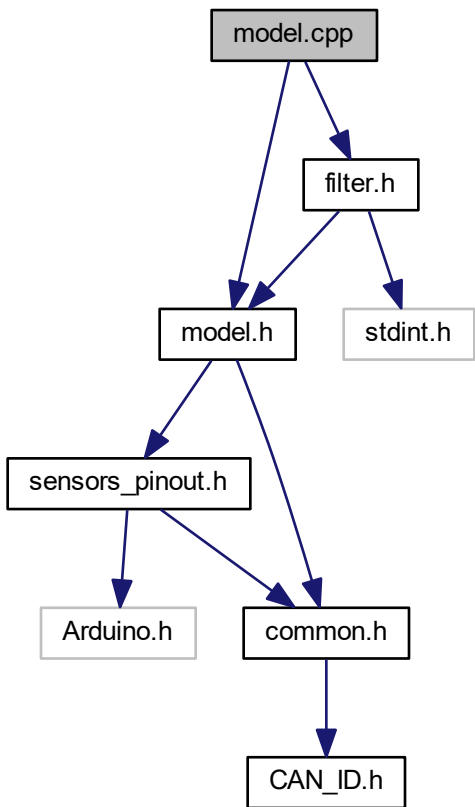 model.cpp
filter.h
model.h
stdint.h
sensors_pinout.h
Arduino.h
common.h
CAN_ID.h